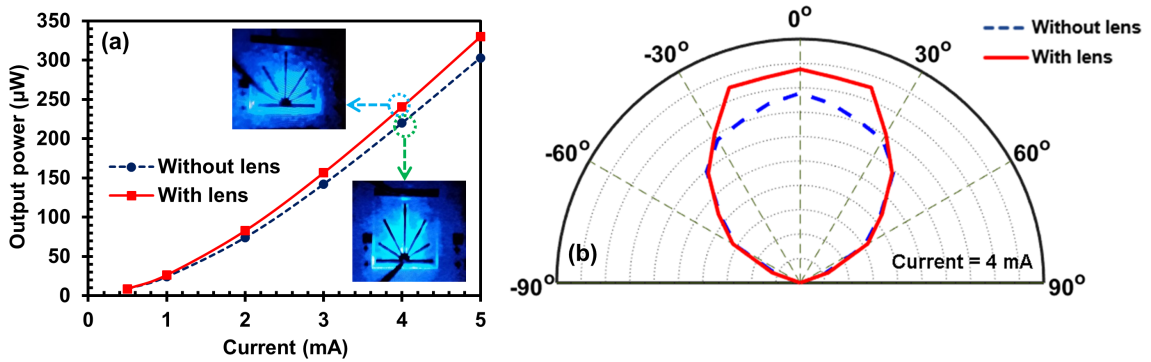 (a)
Output power (µW)
350
300
250
200
150
100
50
0
0 1 2 3 4 5
Current (mA)
Without lens
With lens
0°
-30° 30°
-60° 60°
-90° 90°
Without lens
With lens
(b)
Current = 4 mA